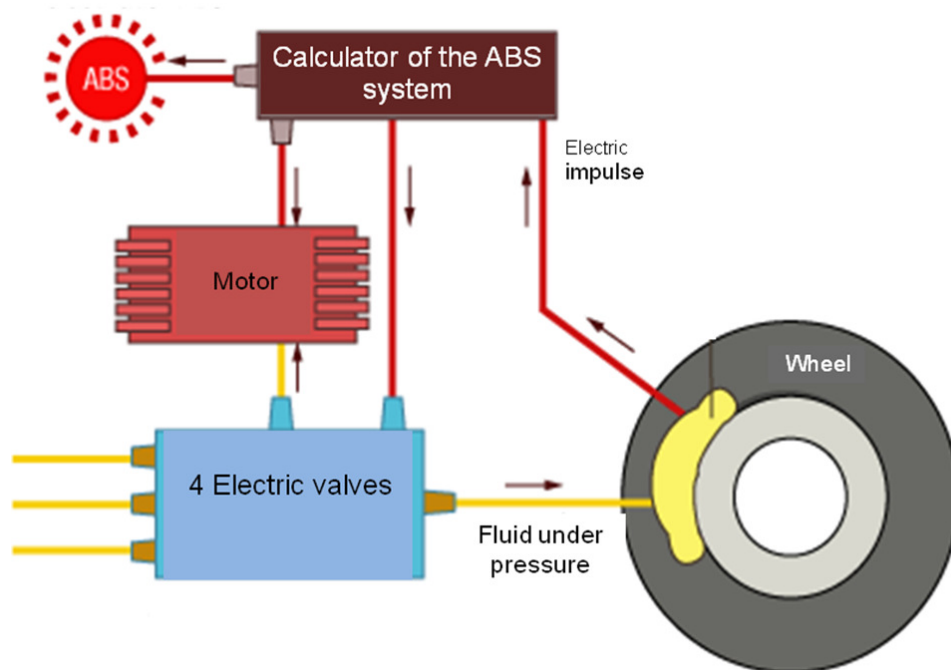 ABS
Calculator of the ABS
system
Electric
impulse
Motor
Wheel
4 Electric valves
Fluid under
pressure